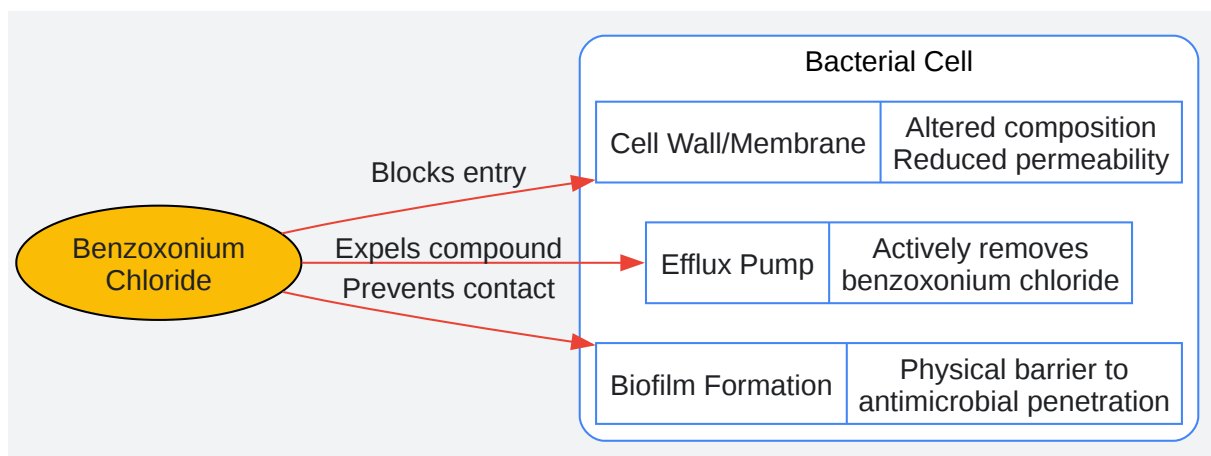 Bacterial Cell
Cell Wall/Membrane
Altered composition
Reduced permeability
Blocks entry
Benzoxonium
Chloride
Expels compound
Efflux Pump
Actively removes
benzoxonium chloride
Prevents contact
Biofilm Formation
Physical barrier to
antimicrobial penetration